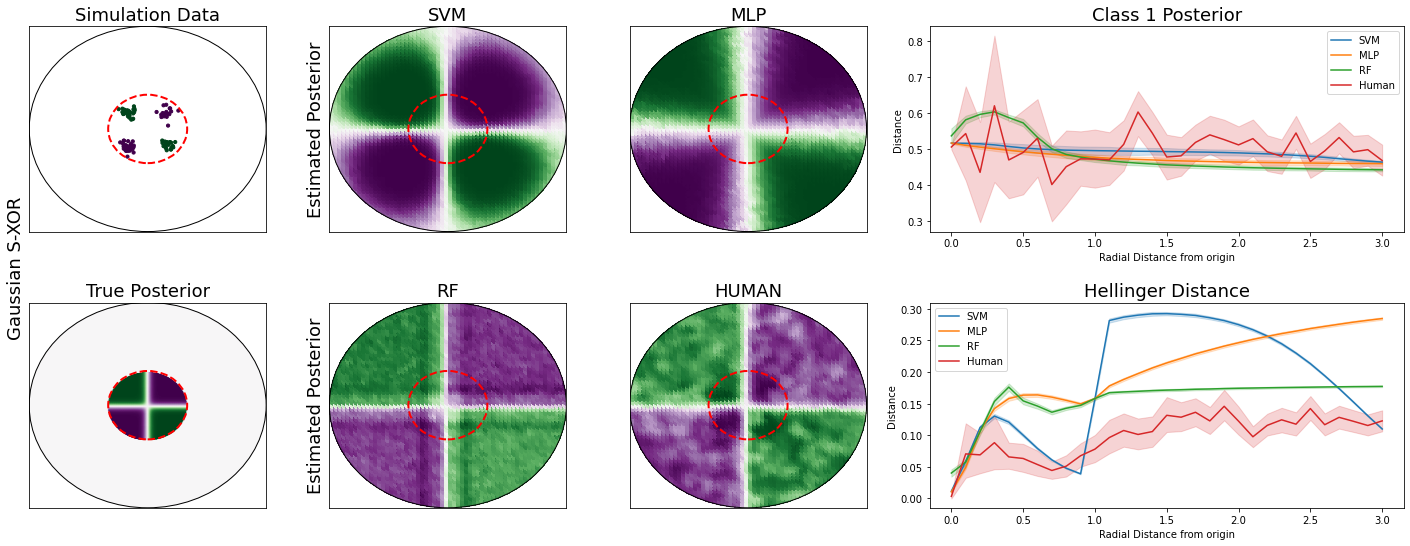 Gaussian S-XOR
Simulation Data
SVM
Estimated Posterior
MLP
Class 1 Posterior
SVM
MLP
RF
Human
Distance
0.8
0.7
0.6
0.5
0.4
0.3
0.0 0.5 1.0 1.5 2.0 2.5 3.0
Radial Distance from origin
True Posterior
RF
Estimated Posterior
HUMAN
Hellinger Distance
SVM
MLP
RF
Human
Distance
0.30
0.25
0.20
0.15
0.10
0.05
0.00
0.0 0.5 1.0 1.5 2.0 2.5 3.0
Radial Distance from origin